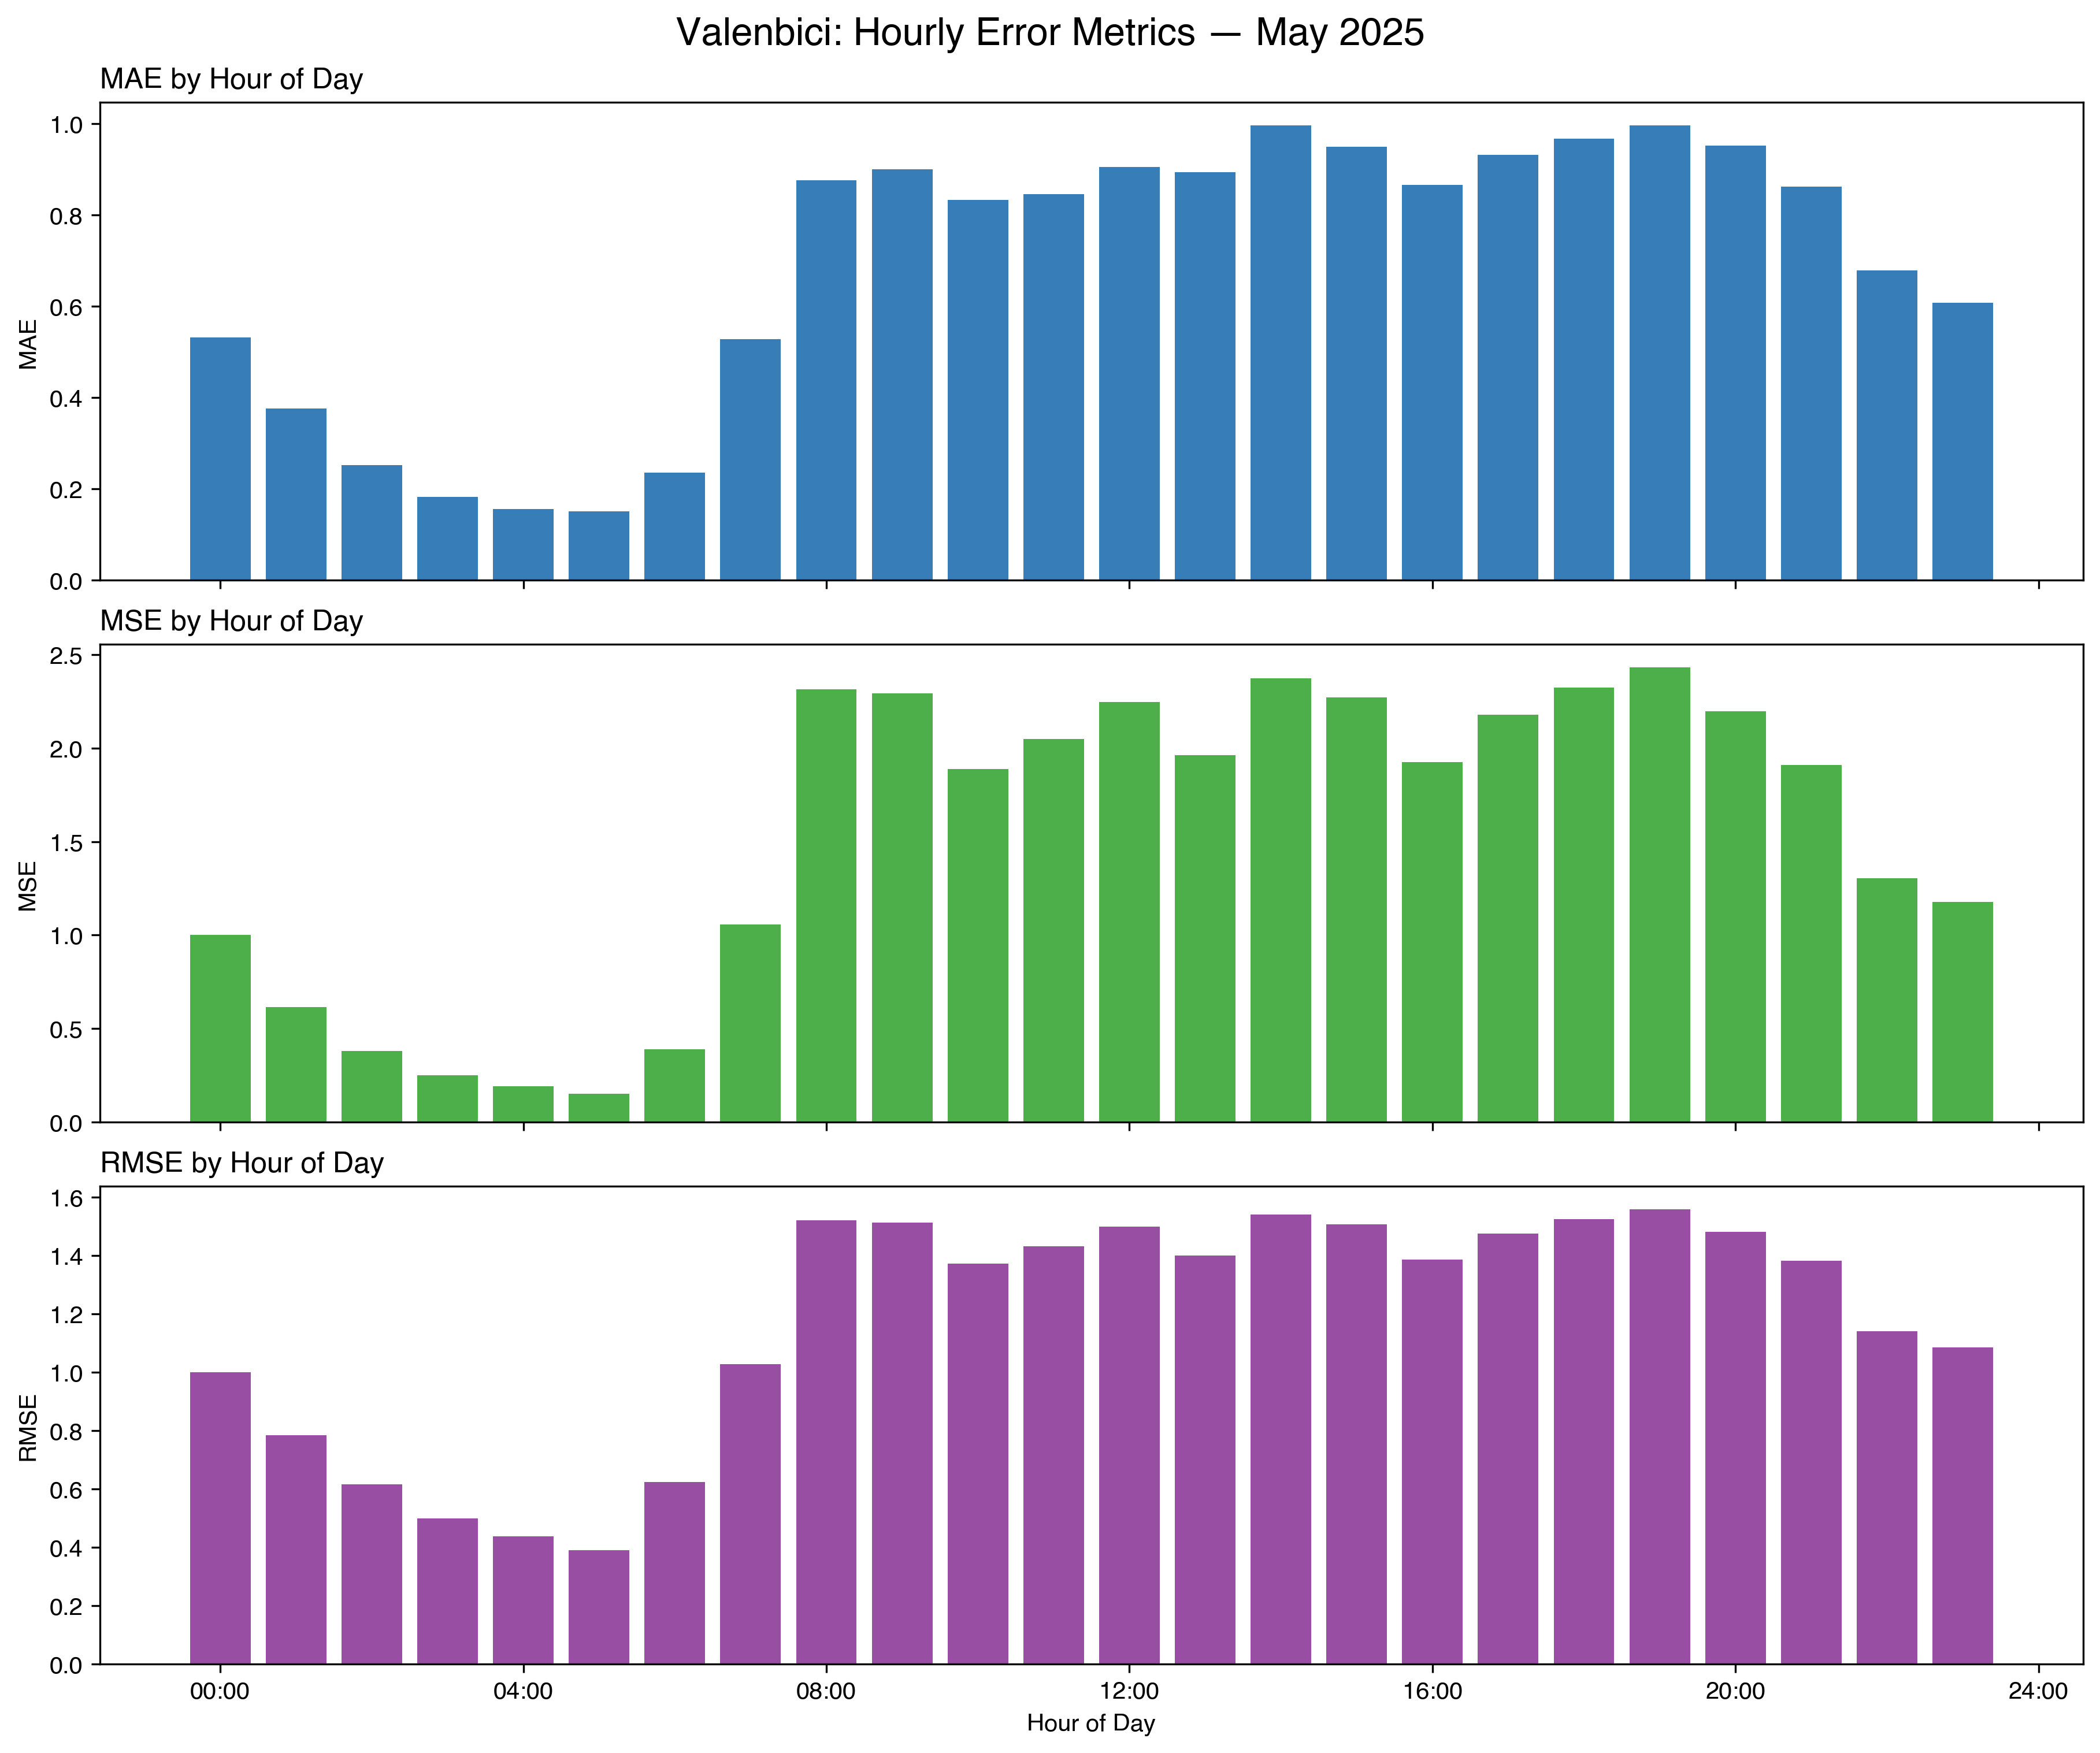 Valenbici: Hourly Error Metrics — May 2025
MAE by Hour of Day
1.0
0.8
0.6
0.4
0.2
0.0
MAE
MSE by Hour of Day
2.5
2.0
1.5
1.0
0.5
0.0
MSE
RMSE by Hour of Day
1.6
1.4
1.2
1.0
0.8
0.6
0.4
0.2
0.0
RMSE
00:00 04:00 08:00 12:00 16:00 20:00 24:00
Hour of Day